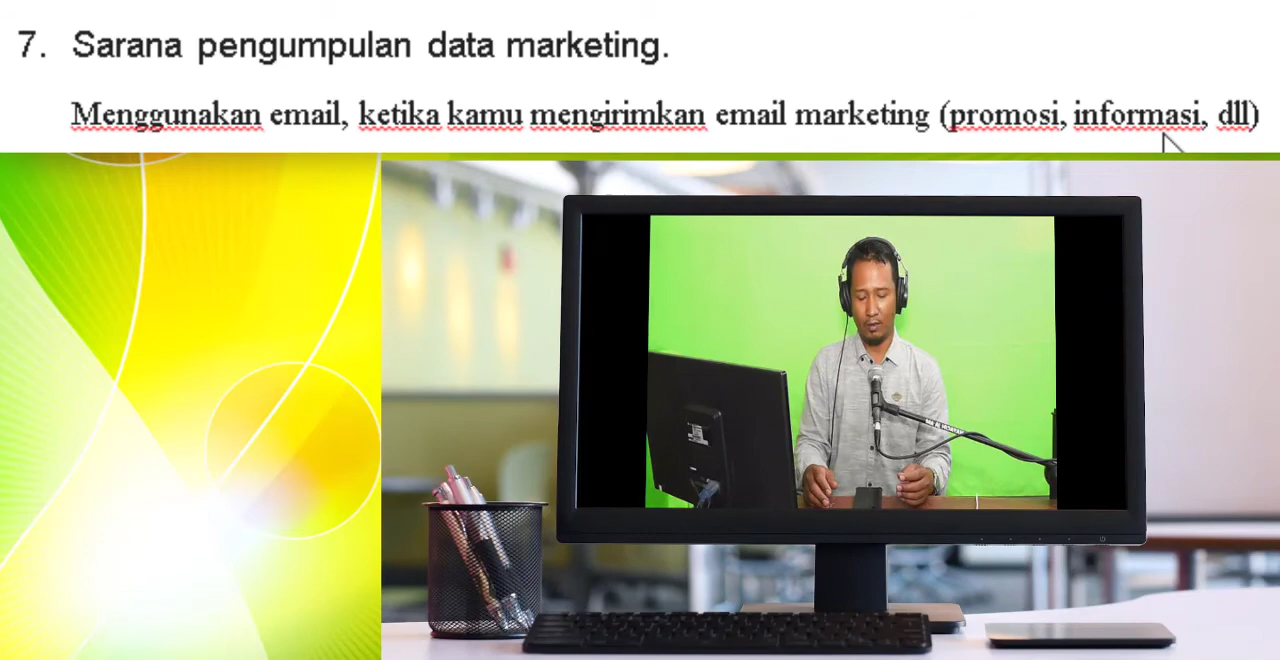 7. Sarana pengumpulan data marketing.
Menggunakan email, ketika kamu mengirimkan email marketing (promosi, informasi, dll)